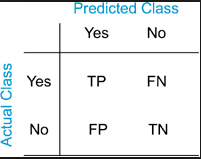 Predicted Class
Yes No
Actual Class
Yes TP FN
No FP TN